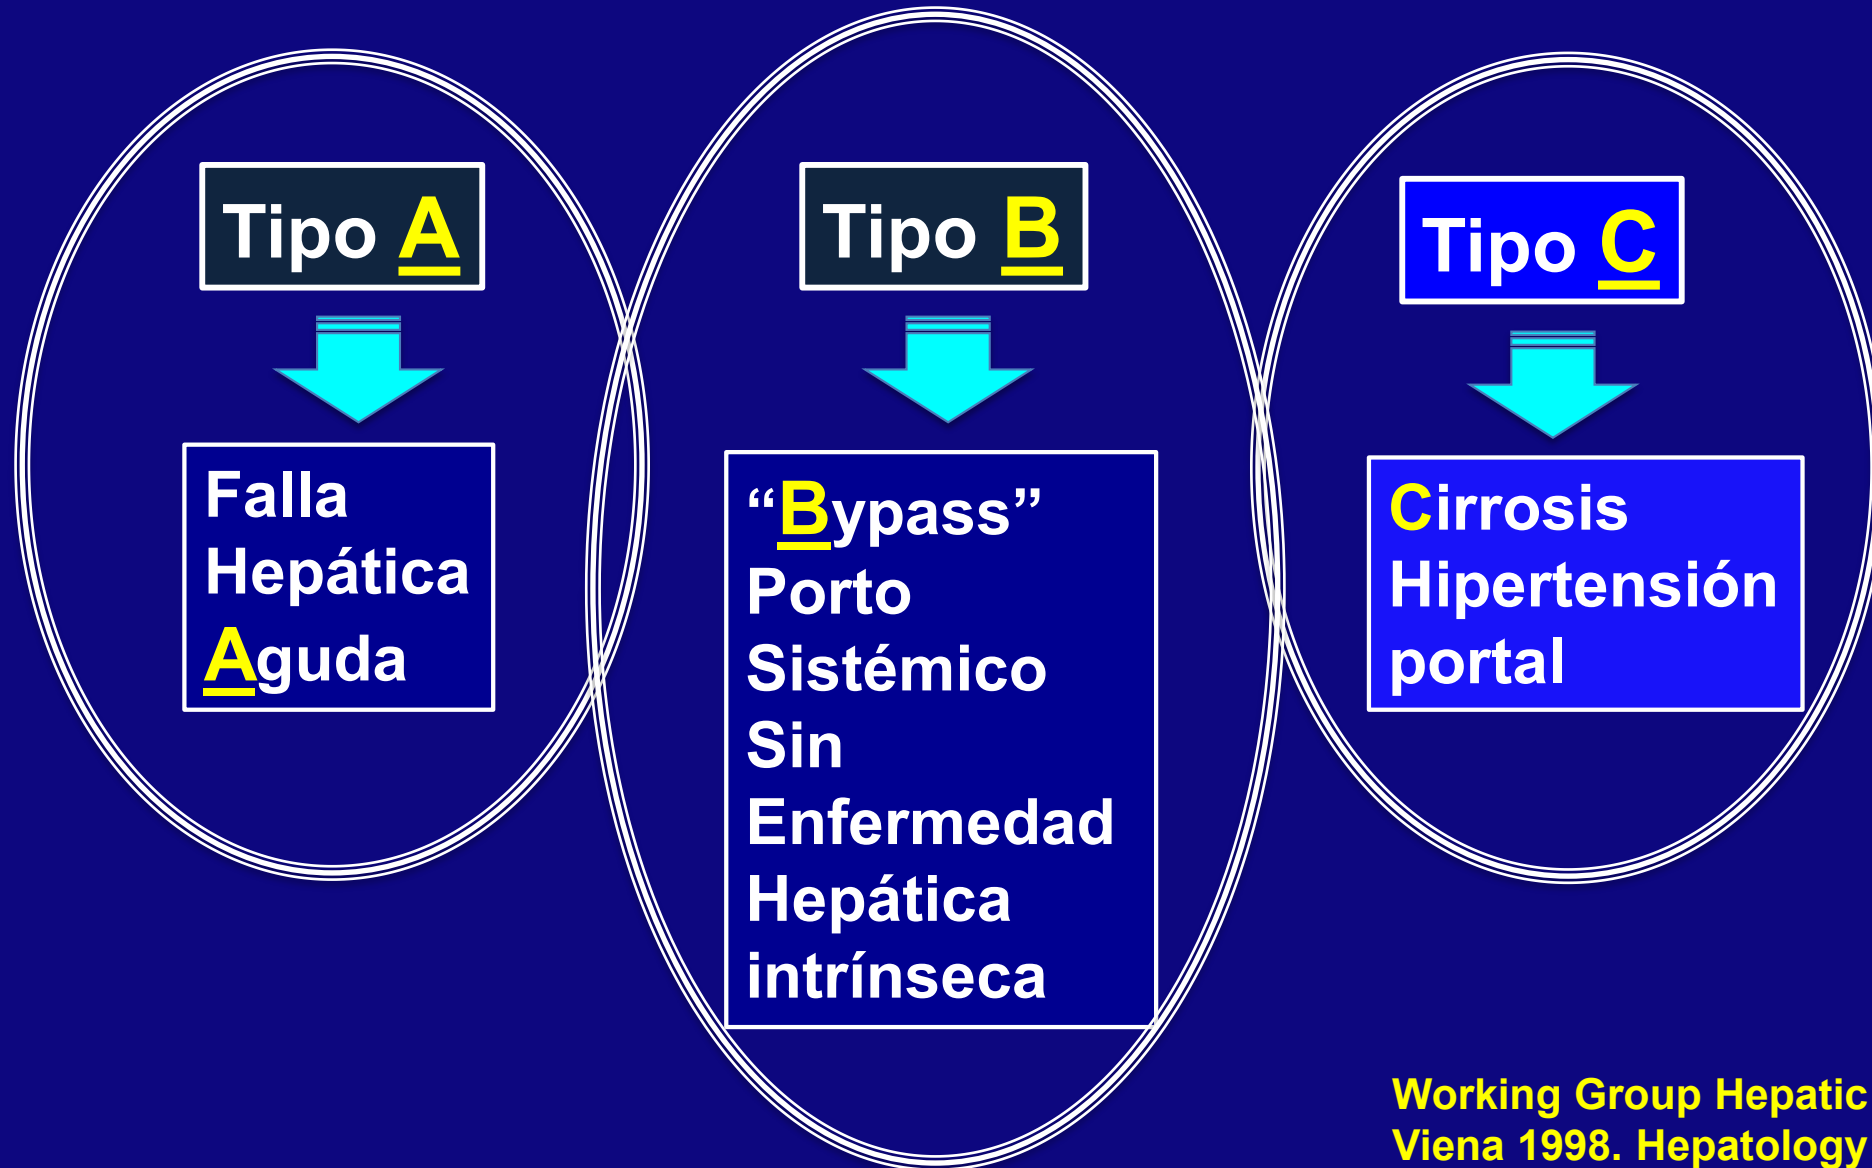 Tipo A
Falla
Hepática
Aguda
Tipo B
“Bypass”
Porto
Sistémico
Sin
Enfermedad
Hepática
intrínseca
Tipo C
Cirrosis
Hipertensión
portal
Working Group Hepatic
Viena 1998. Hepatology